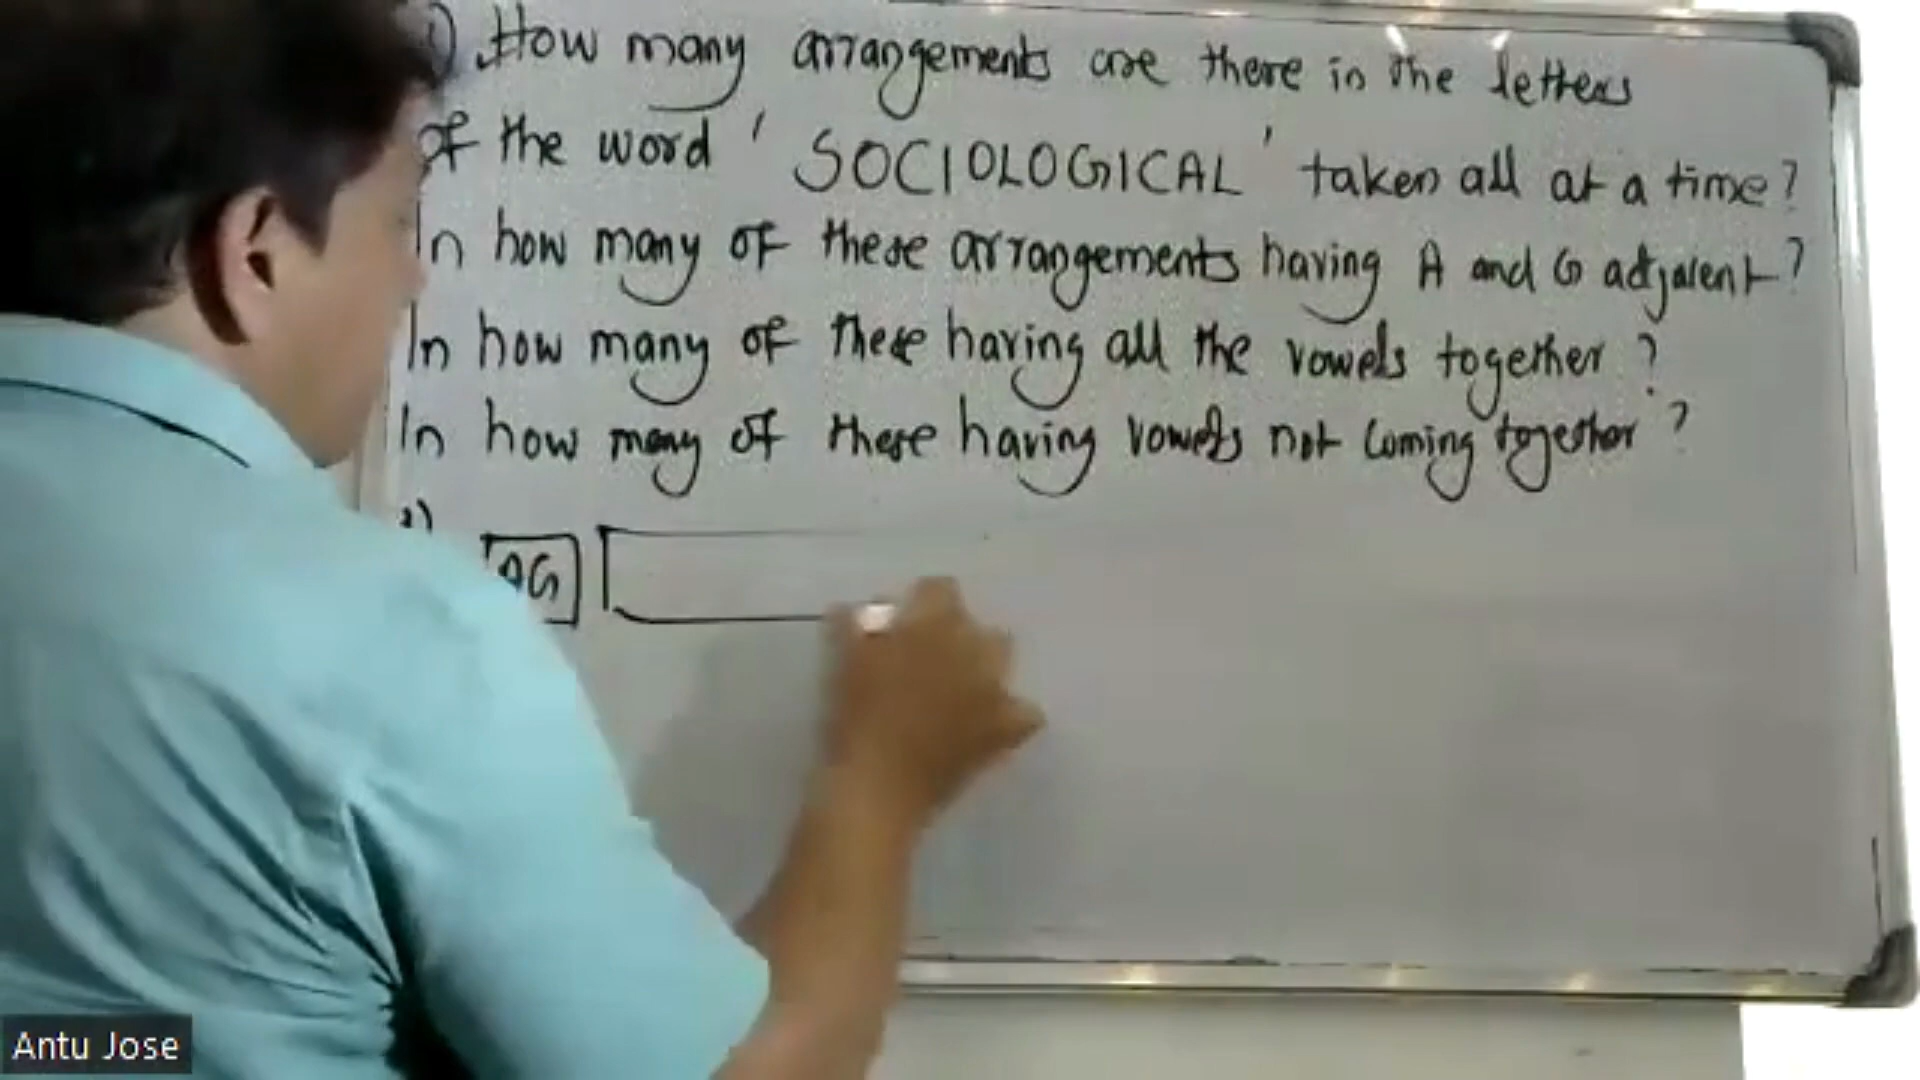 1) How many arrangements are there in the letters
of the word ' SOCIOLOGICAL ' taken all at a time?
In how many of these arrangements having A and G adjacent?
In how many of these having all the vowels together?
In how many of these having vowels not coming together?
AG
Antu Jose